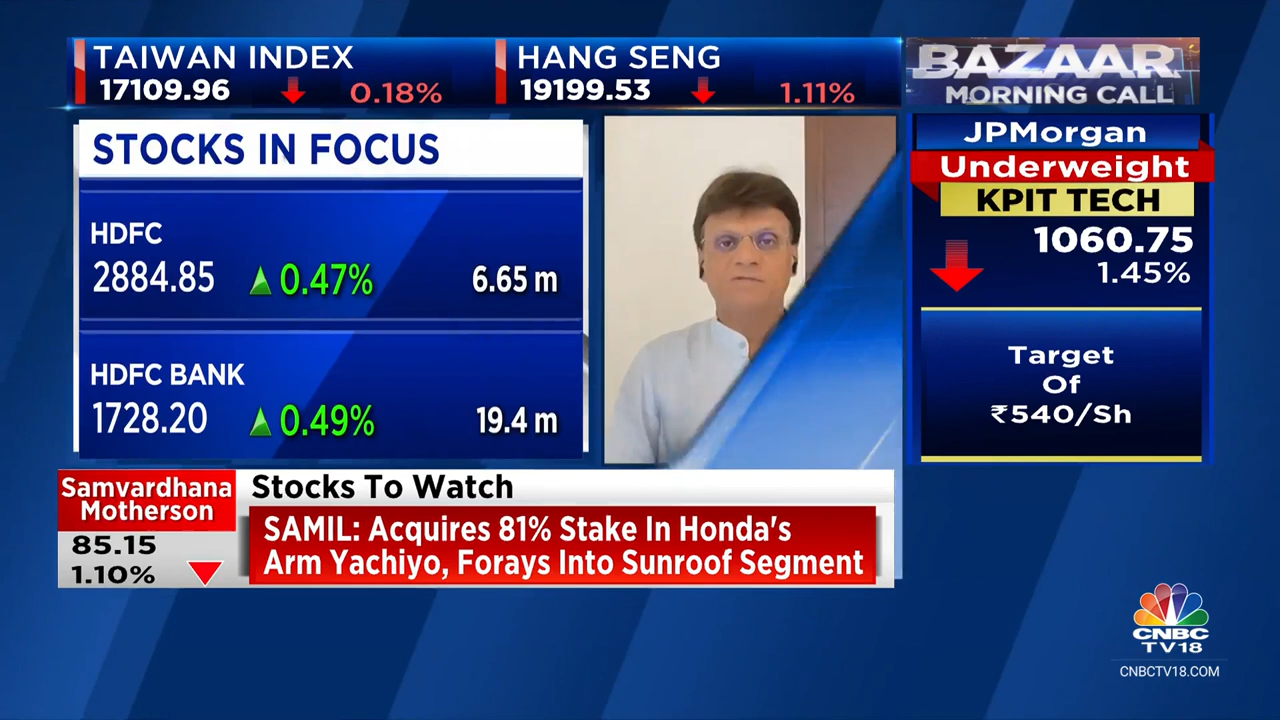 TAIWAN INDEX
17109.96 0.18%
HANG SENG
19199.53 1.11%
BAZAAR
MORNING CALL
STOCKS IN FOCUS
HDFC
2884.85 0.47% 6.65 m
HDFC BANK
1728.20 0.49% 19.4 m
JPMorgan
Underweight
KPIT TECH
1060.75
1.45%
Target
Of
₹540/Sh
Samvardhana
Motherson
85.15
1.10%
Stocks To Watch
SAMIL: Acquires 81% Stake In Honda's
Arm Yachiyo, Forays Into Sunroof Segment
CNBC
TV18
CNBCTV18.COM